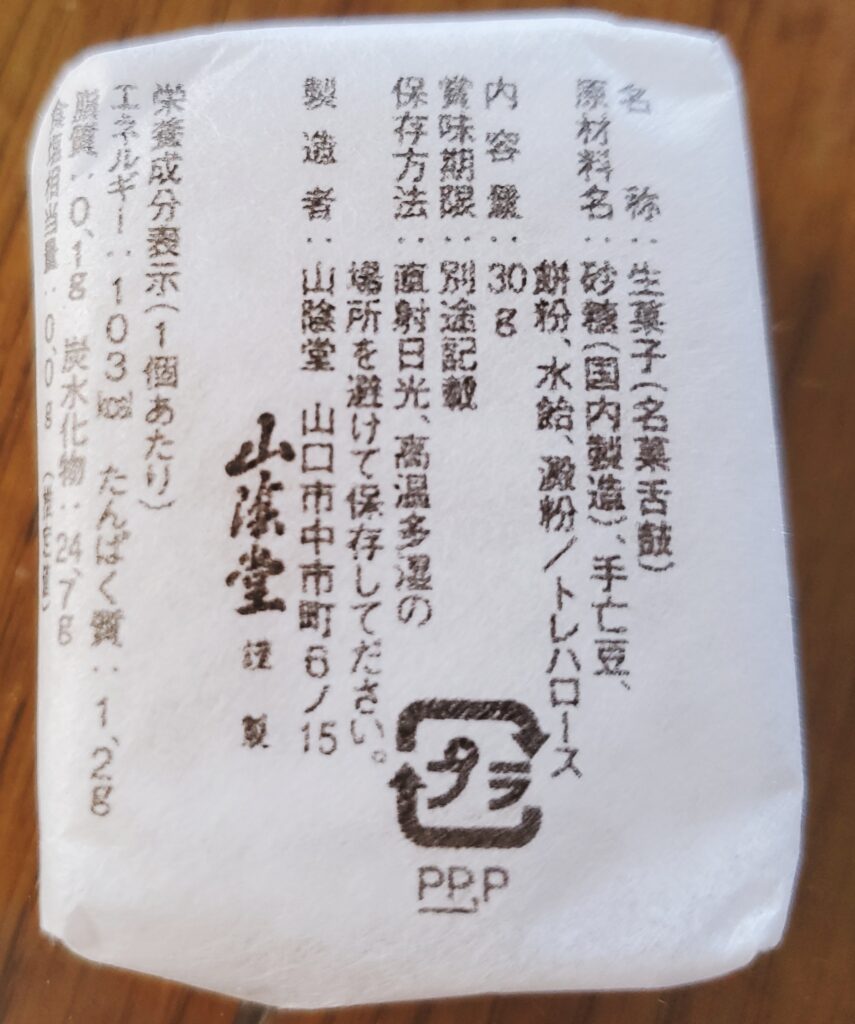 名称：生菓子(名菓舌鼓)
原材料名：砂糖(国内製造)、手亡豆、
餅粉、水飴、澱粉/トレハロース
内容量：30g
賞味期限：別途記載
保存方法：直射日光、高温多湿の
場所を避けて保存してださい。
製造者：山陰堂 山口市中市町6ノ15
山陰堂 謹製
栄養成分表示(1個あたり)
エネルギー：103kcal たんぱく質：1.2g
脂質：0.1g 炭水化物：24.7g
食塩相当量：0.0g (推定値)
プラ
PP,P